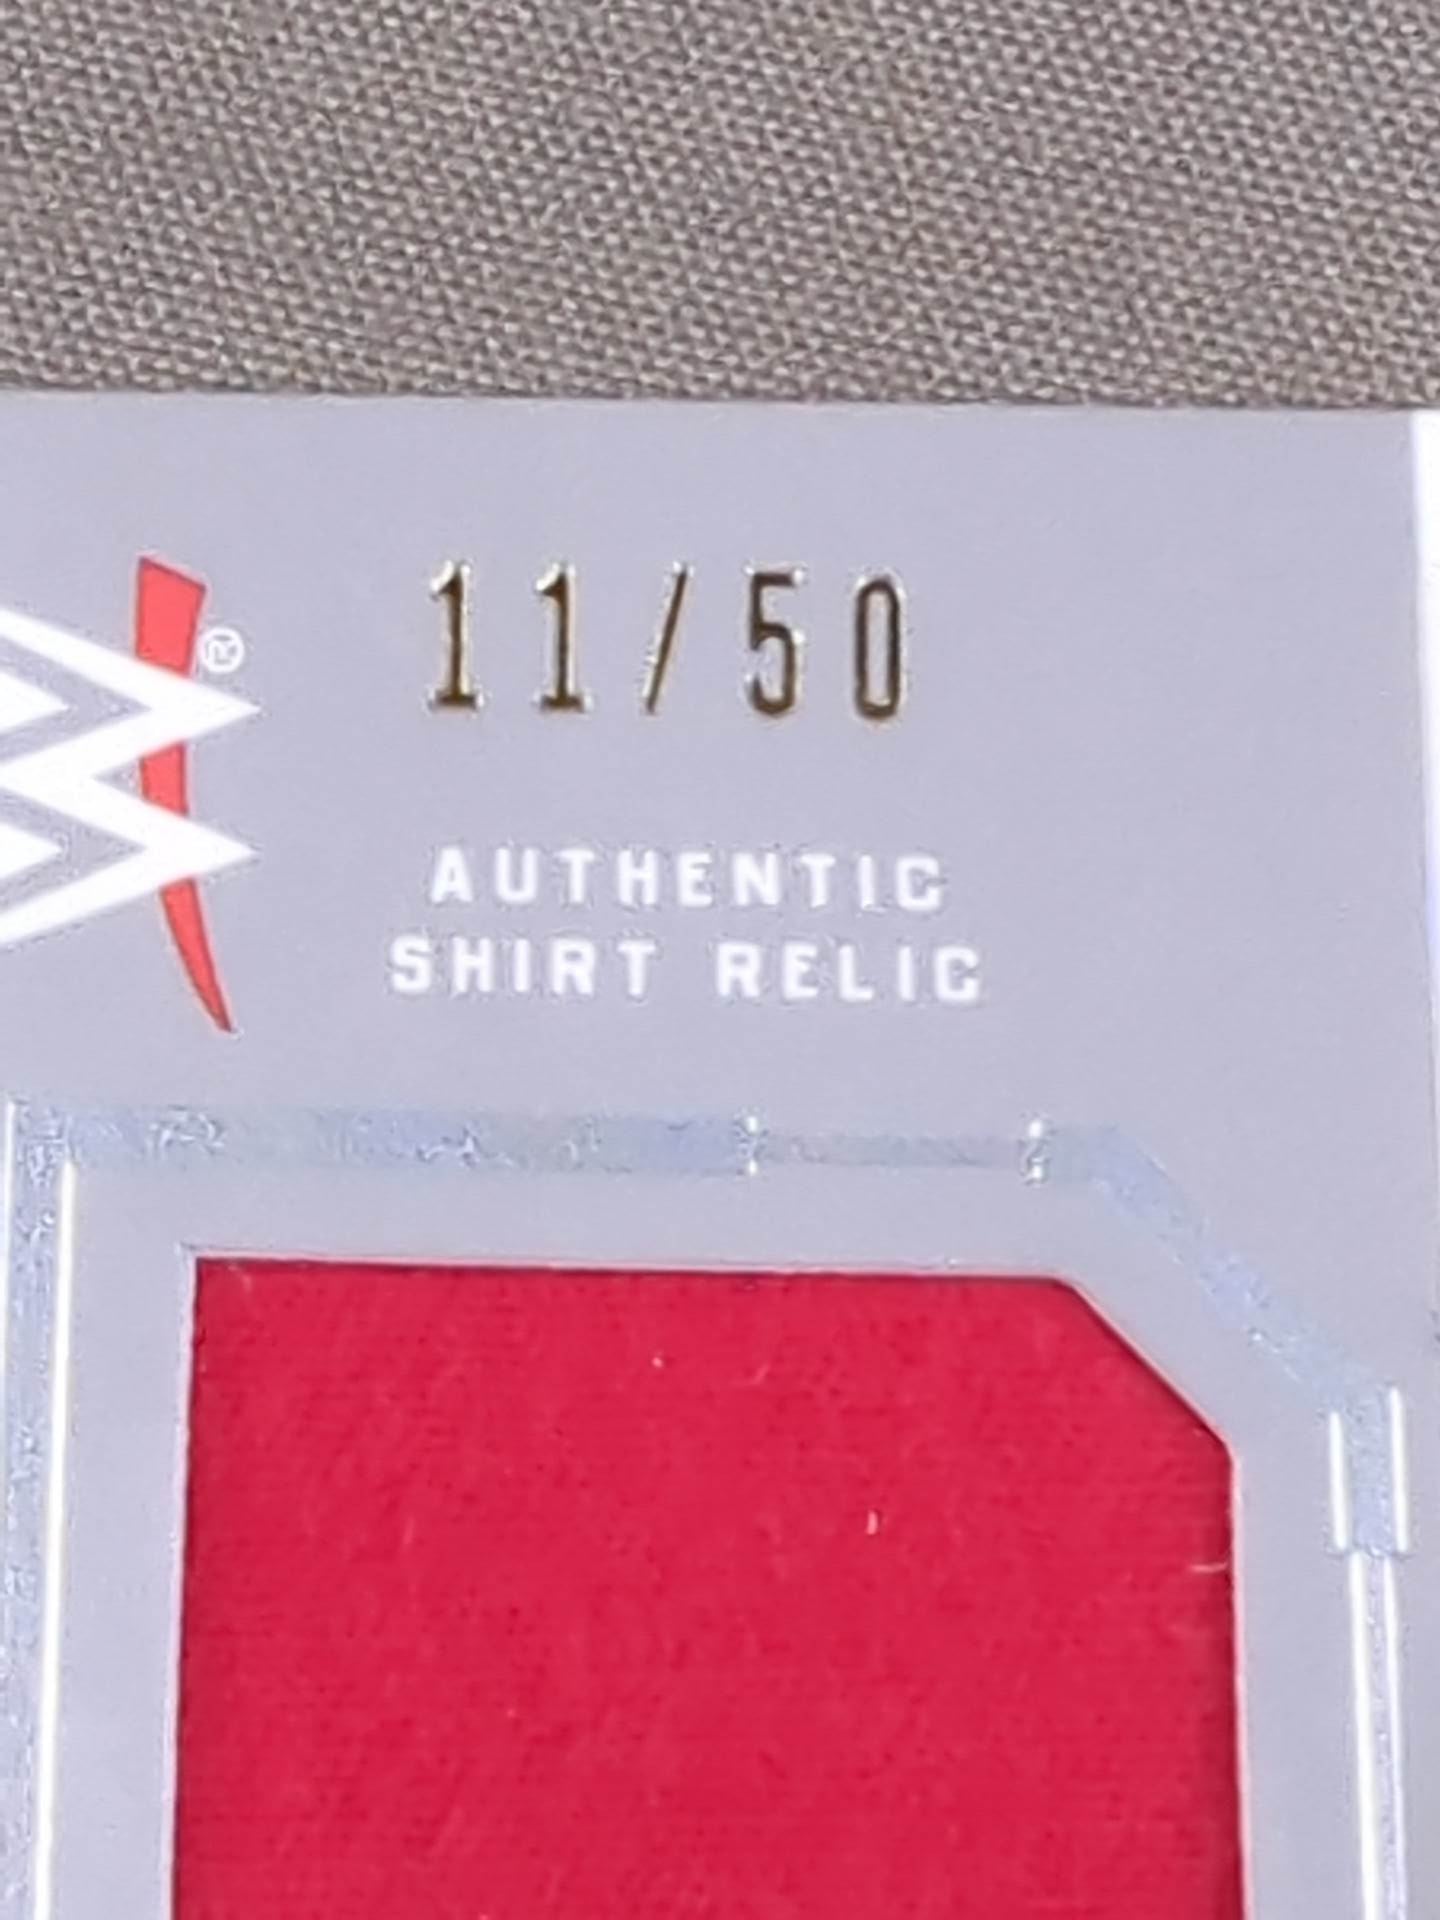 ®
11/50
AUTHENTIC
SHIRT RELIC